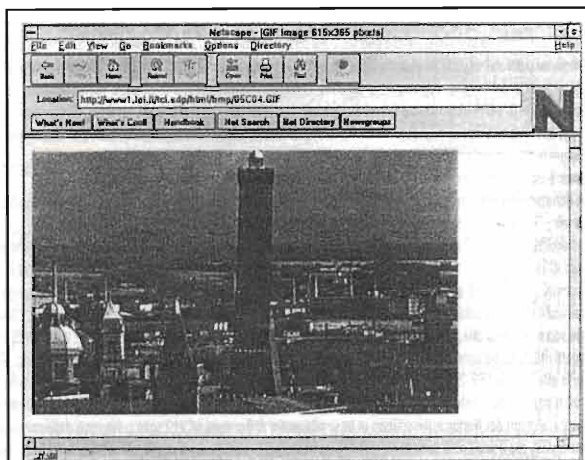 Netscape - [GIF image 615x365 pixels]
File Edit View Go Bookmarks Options Directory Help
Back Home Reload Open Print Find
Location:
What's New! What's Cool! Handbook Net Search Net Directory Newsgroups
N